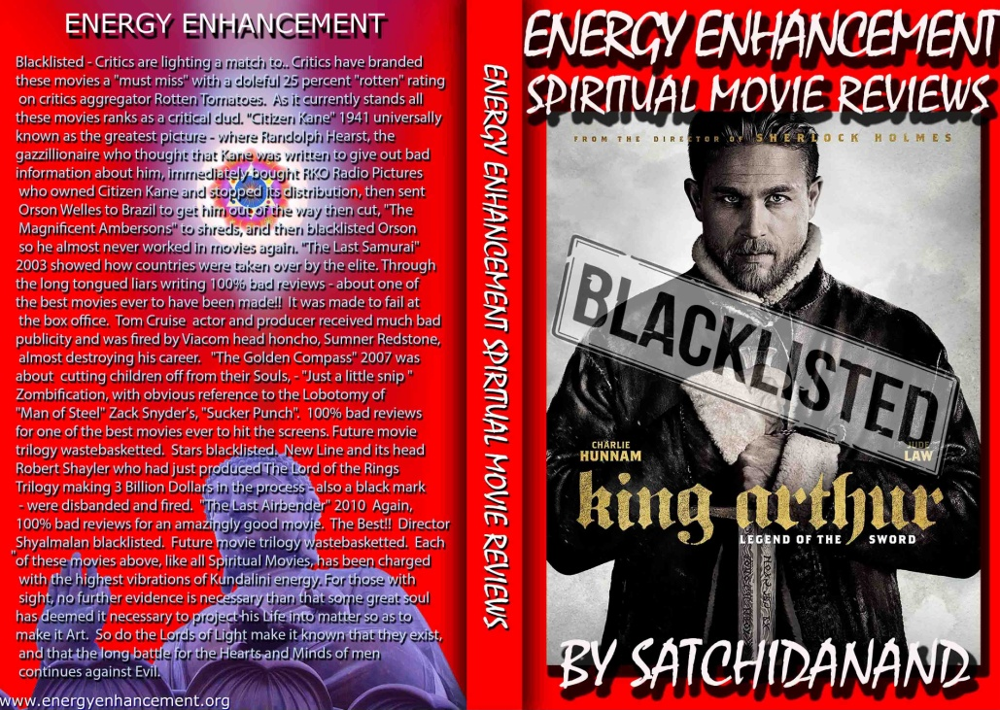 ENERGY ENHANCEMENT
Blacklisted - Critics are lighting a match to.. Critics have branded
these movies a "must miss" with a doleful 25 percent "rotten" rating
on critics aggregator Rotten Tomatoes. As it currently stands all
these movies ranks as a critical dud. "Citizen Kane" 1941 universally
known as the greatest picture - where Randolph Hearst, the
gazzillionaire who thought that Kane was written to give out bad
information about him, immediately bought RKO Radio Pictures
who owned Citizen Kane and stopped its distribution, then sent
Orson Welles to Brazil to get him out of the way then cut, "The
Magnificent Ambersons" to shreds, and then blacklisted Orson
so he almost never worked in movies again. "The Last Samurai"
2003 showed how countries were taken over by the elite. Through
the long tongued liars writing 100% bad reviews - about one of
the best movies ever to have been made!! It was made to fail at
the box office. Tom Cruise actor and producer received much bad
publicity and was fired by Viacom head honcho, Sumner Redstone,
almost destroying his career. "The Golden Compass" 2007 was
about cutting children off from their Souls, - "Just a little snip "
Zombification, with obvious reference to the Lobotomy of
"Man of Steel" Zack Snyder's, "Sucker Punch". 100% bad reviews
for one of the best movies ever to hit the screens. Future movie
trilogy wastebasketted. Stars blacklisted. New Line and its head
Robert Shayler who had just produced The Lord of the Rings
Trilogy making 3 Billion Dollars in the process - also a black mark
- were disbanded and fired. "The Last Airbender" 2010 Again,
100% bad reviews for an amazingly good movie. The Best!! Director
Shyalmalan blacklisted. Future movie trilogy wastebasketted. Each
"of these movies above, like all Spiritual Movies, has been charged
with the highest vibrations of Kundalini energy. For those with
sight, no further evidence is necessary than that some great soul
has deemed it necessary to project his Life into matter so as to
make it Art. So do the Lords of Light make it known that they exist,
and that the long battle for the Hearts and Minds of men
continues against Evil.
www.energyenhancement.org
ENERGY ENHANCEMENT SPIRITUAL MOVIE REVIEWS
ENERGY ENHANCEMENT
SPIRITUAL MOVIE REVIEWS
FROM THE DIRECTOR OF SHERLOCK HOLMES
BLACKLISTED
CHARLIE
HUNNAM
JUDE
LAW
king arthur
LEGEND OF THE SWORD
BY SATCHIDANAND